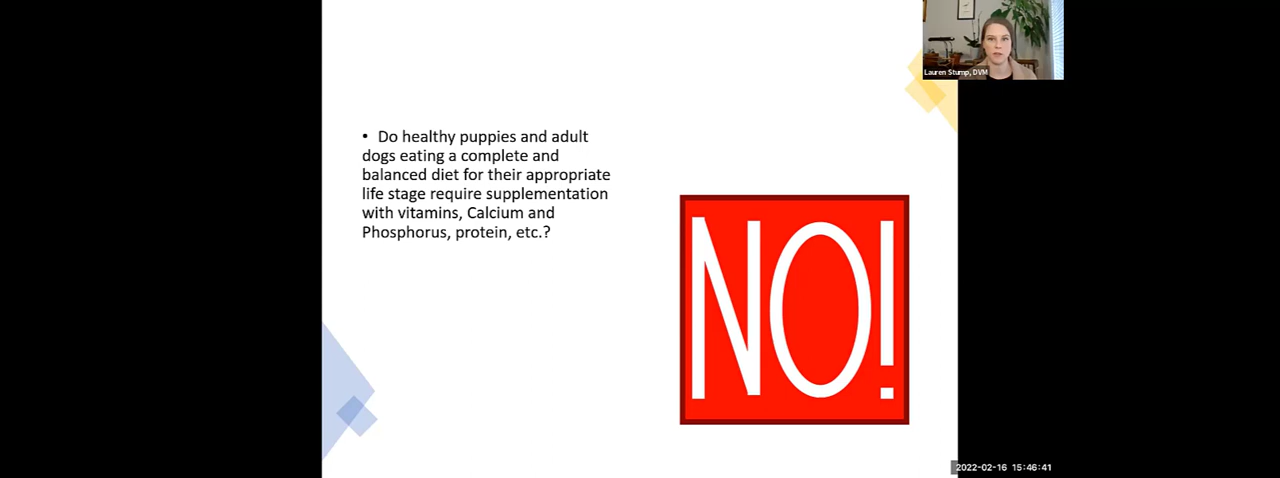 Lauren Stump, DVM
• Do healthy puppies and adult
dogs eating a complete and
balanced diet for their appropriate
life stage require supplementation
with vitamins, Calcium and
Phosphorus, protein, etc.?
NO!
2022-02-16 15:46:41